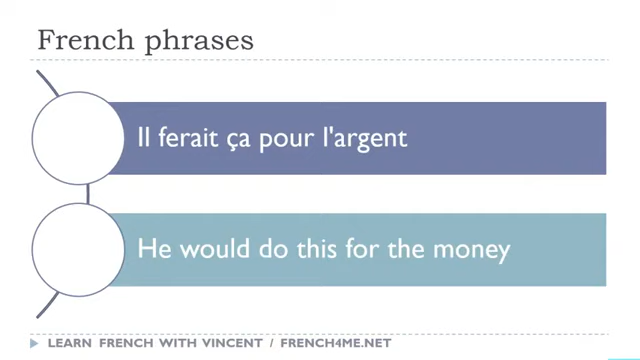 French phrases
Il ferait ça pour l'argent
He would do this for the money
LEARN FRENCH WITH VINCENT / FRENCH4ME.NET